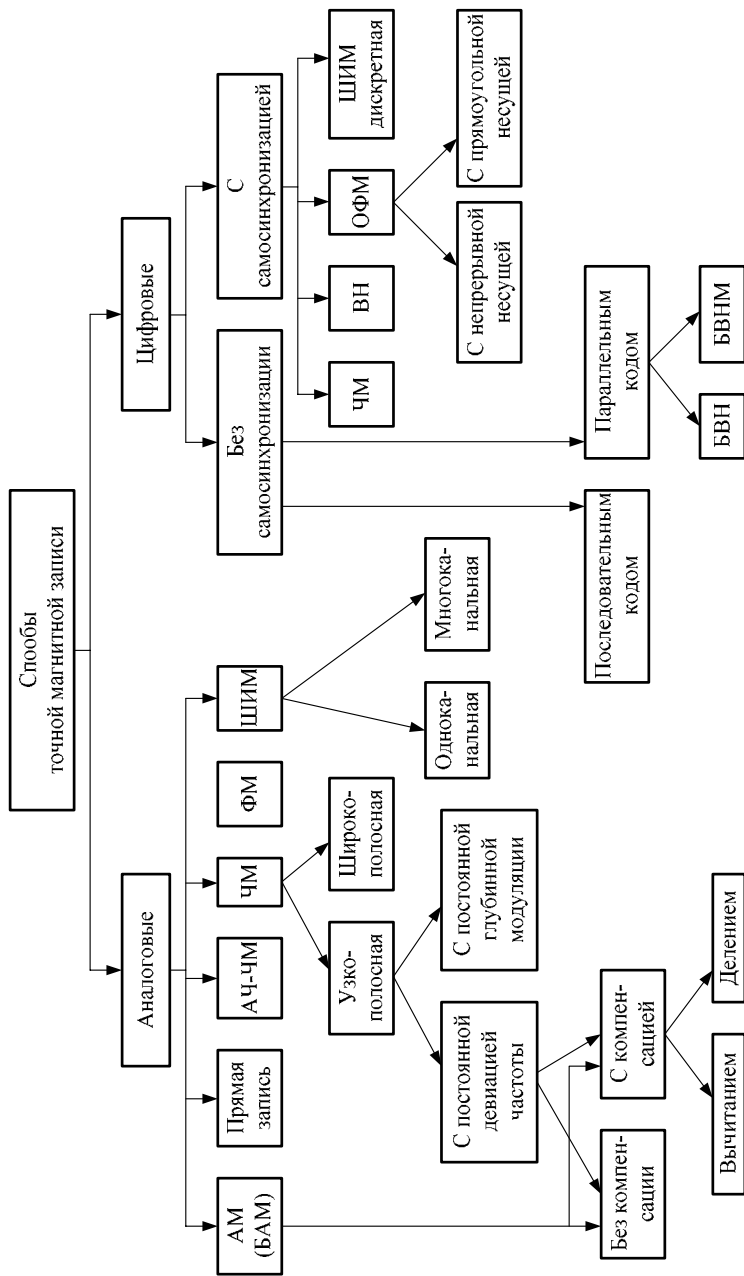 Спообы
точной магнитной записи
Аналоговые
Цифровые
АМ
(БАМ)
Прямая
запись
АЧ-ЧМ
ЧМ
ФМ
ШИМ
Без
самосинхронизации
С
самосинхронизацией
Узко-
полосная
Широко-
полосная
ЧМ
ВН
ОФМ
ШИМ
дискретная
С постоянной
девиацией
частоты
С постоянной
глубинной
модуляции
Однока-
нальная
Многока-
нальная
С непрерывной
несущей
С прямоугольной
несущей
Без компен-
сации
С компен-
сацией
Последовательным
кодом
Параллельным
кодом
Вычитанием
Делением
БВН
БВНМ